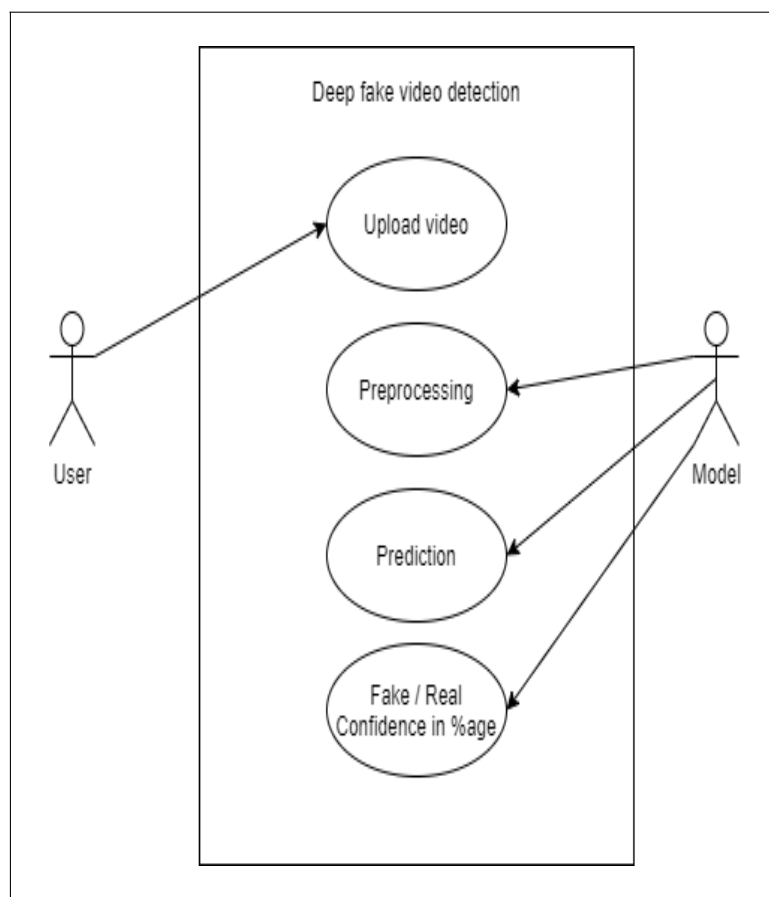 Deep fake video detection
Upload video
Preprocessing
User
Model
Prediction
Fake / Real
Confidence in %age